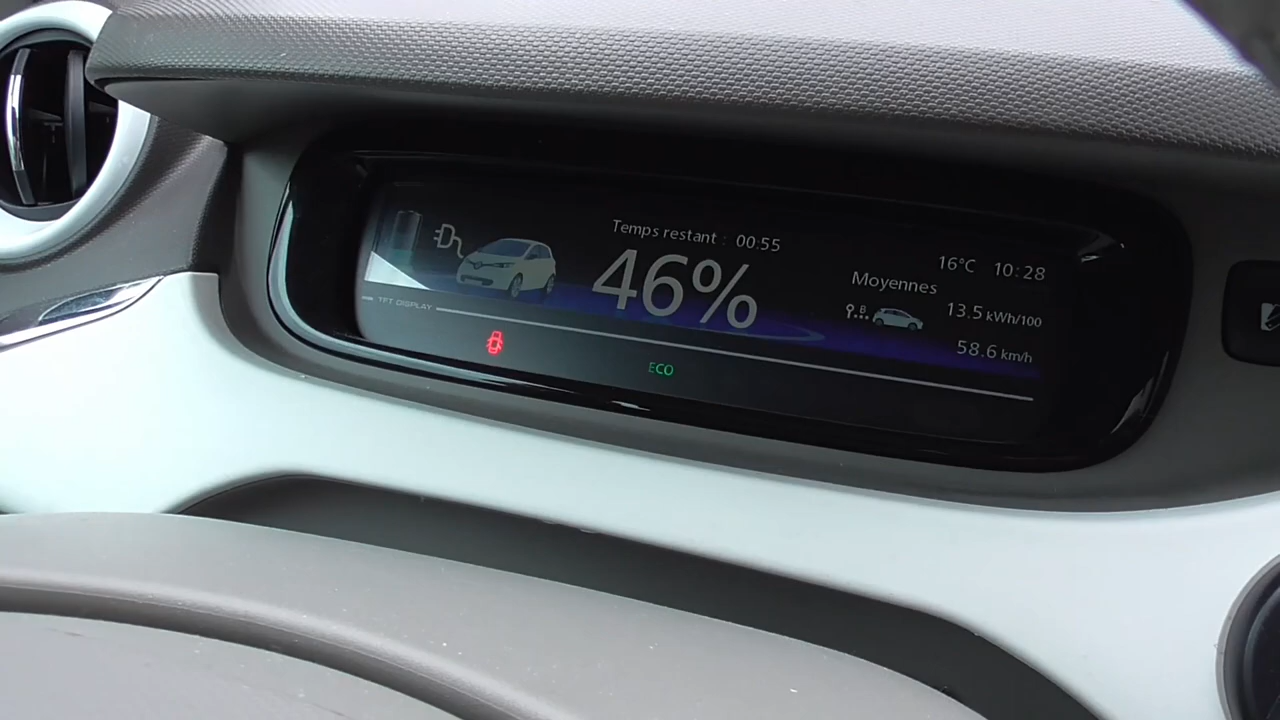 Temps restant : 00:55
46%
16°C 10:28
Moyennes
B
13.5 kWh/100
58.6 km/h
TFT DISPLAY
ECO